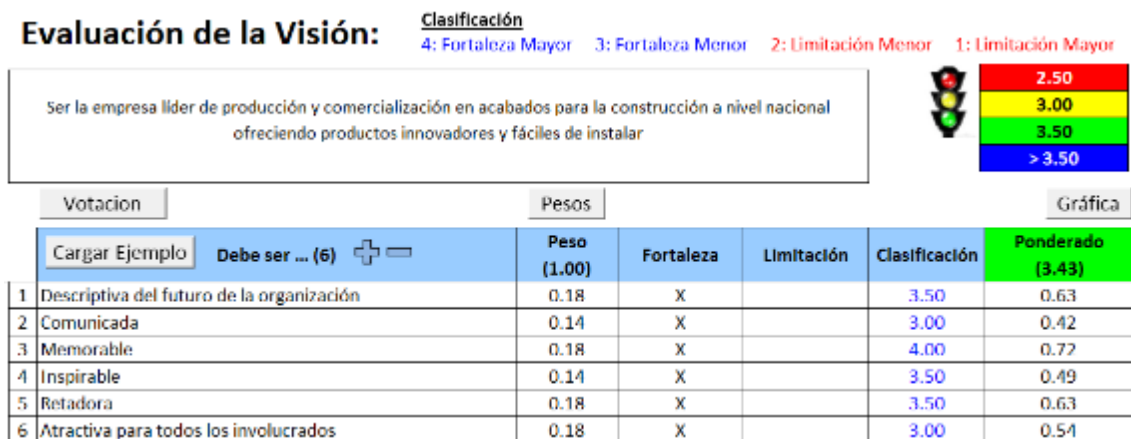 Evaluación de la Visión:
Clasificación
4: Fortaleza Mayor 3: Fortaleza Menor 2: Limitación Menor 1: Limitación Mayor
Ser la empresa líder de producción y comercialización en acabados para la construcción a nivel nacional
ofreciendo productos innovadores y fáciles de instalar
2.50
3.00
3.50
> 3.50
Votacion Pesos Gráfica
Cargar Ejemplo Debe ser ... (6) Peso (1.00) Fortaleza Limitación Clasificación Ponderado (3.43)
1 Descriptiva del futuro de la organización 0.18 X 3.50 0.63
2 Comunicada 0.14 X 3.00 0.42
3 Memorable 0.18 X 4.00 0.72
4 Inspirable 0.14 X 3.50 0.49
5 Retadora 0.18 X 3.50 0.63
6 Atractiva para todos los involucrados 0.18 X 3.00 0.54